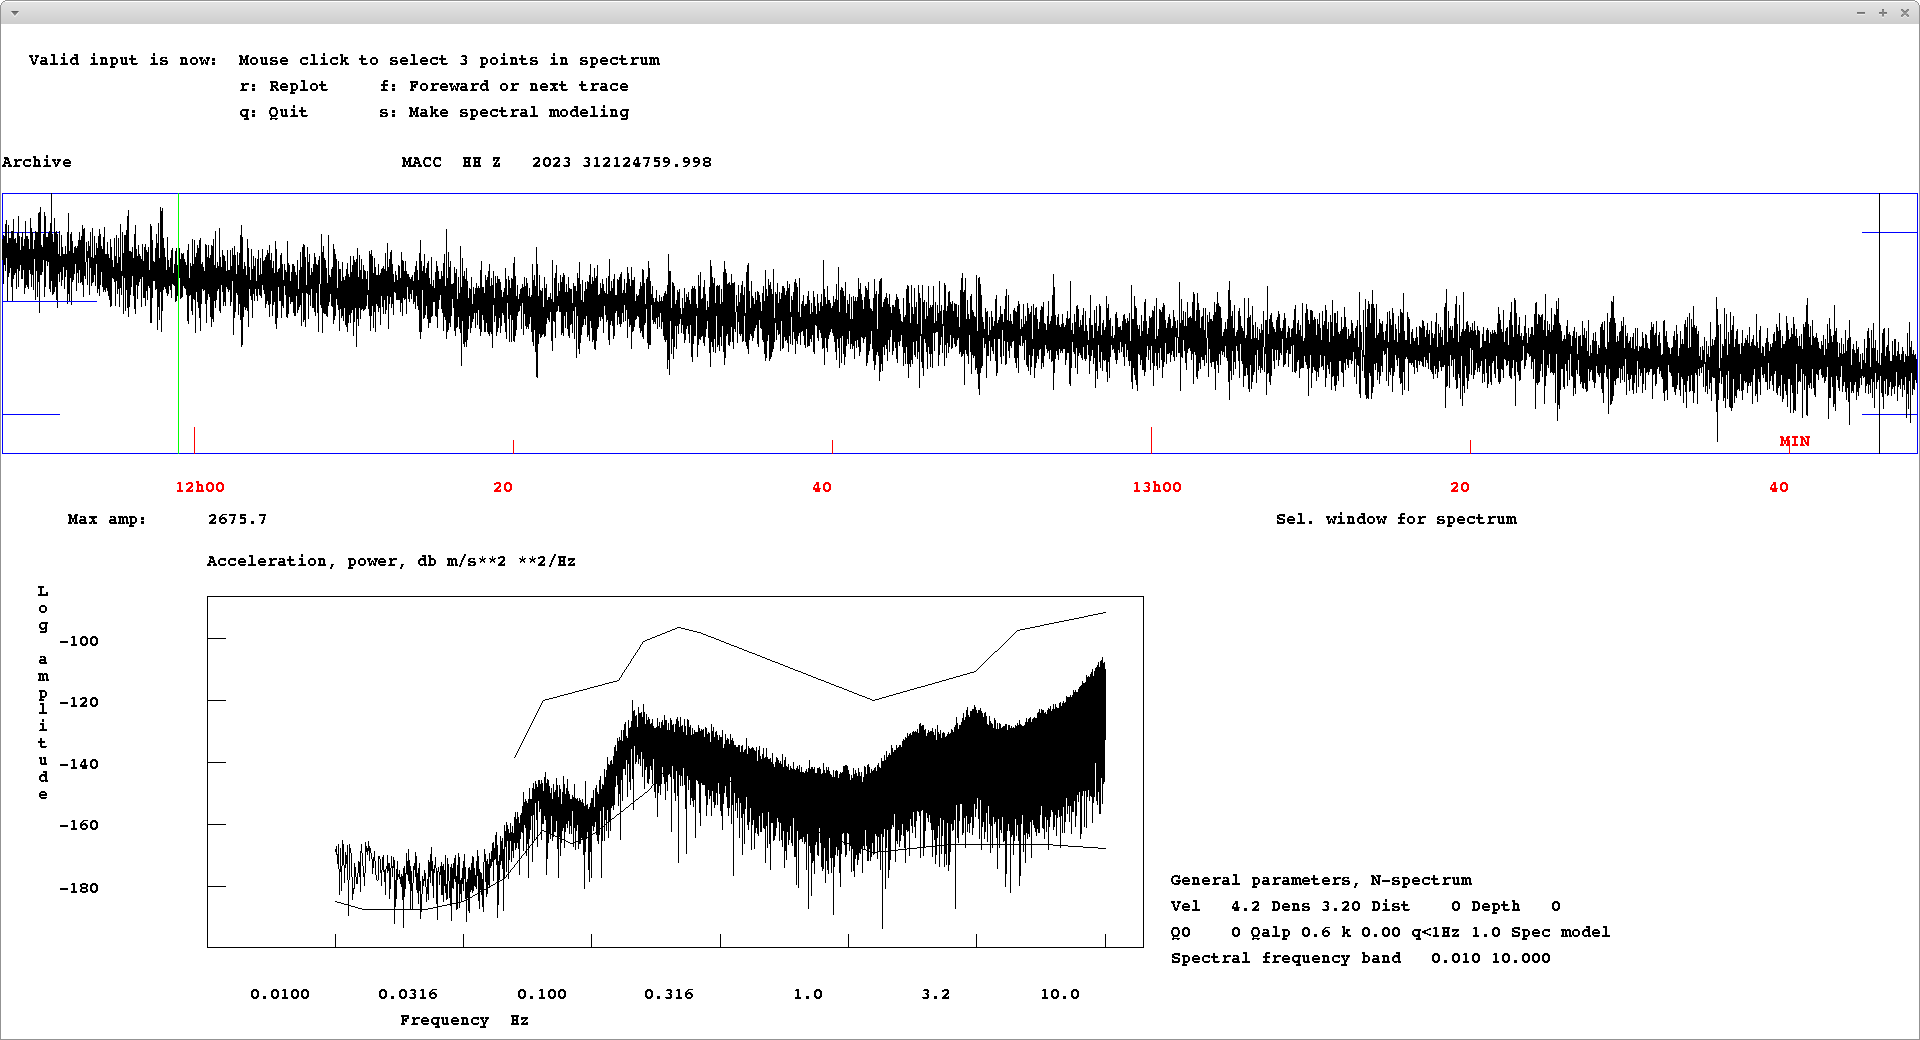 Valid input is now: Mouse click to select 3 points in spectrum
r: Replot f: Foreward or next trace
q: Quit s: Make spectral modeling
Archive MACC HH Z 2023 312124759.998
MIN
12h00 20 40 13h00 20 40
Max amp: 2675.7 Sel. window for spectrum
Acceleration, power, db m/s**2 **2/Hz
Log amplitude
-100
-120
-140
-160
-180
General parameters, N-spectrum
Vel 4.2 Dens 3.20 Dist 0 Depth 0
Q0 0 Qalp 0.6 k 0.00 q<1Hz 1.0 Spec model
Spectral frequency band 0.010 10.000
0.0100 0.0316 0.100 0.316 1.0 3.2 10.0
Frequency Hz